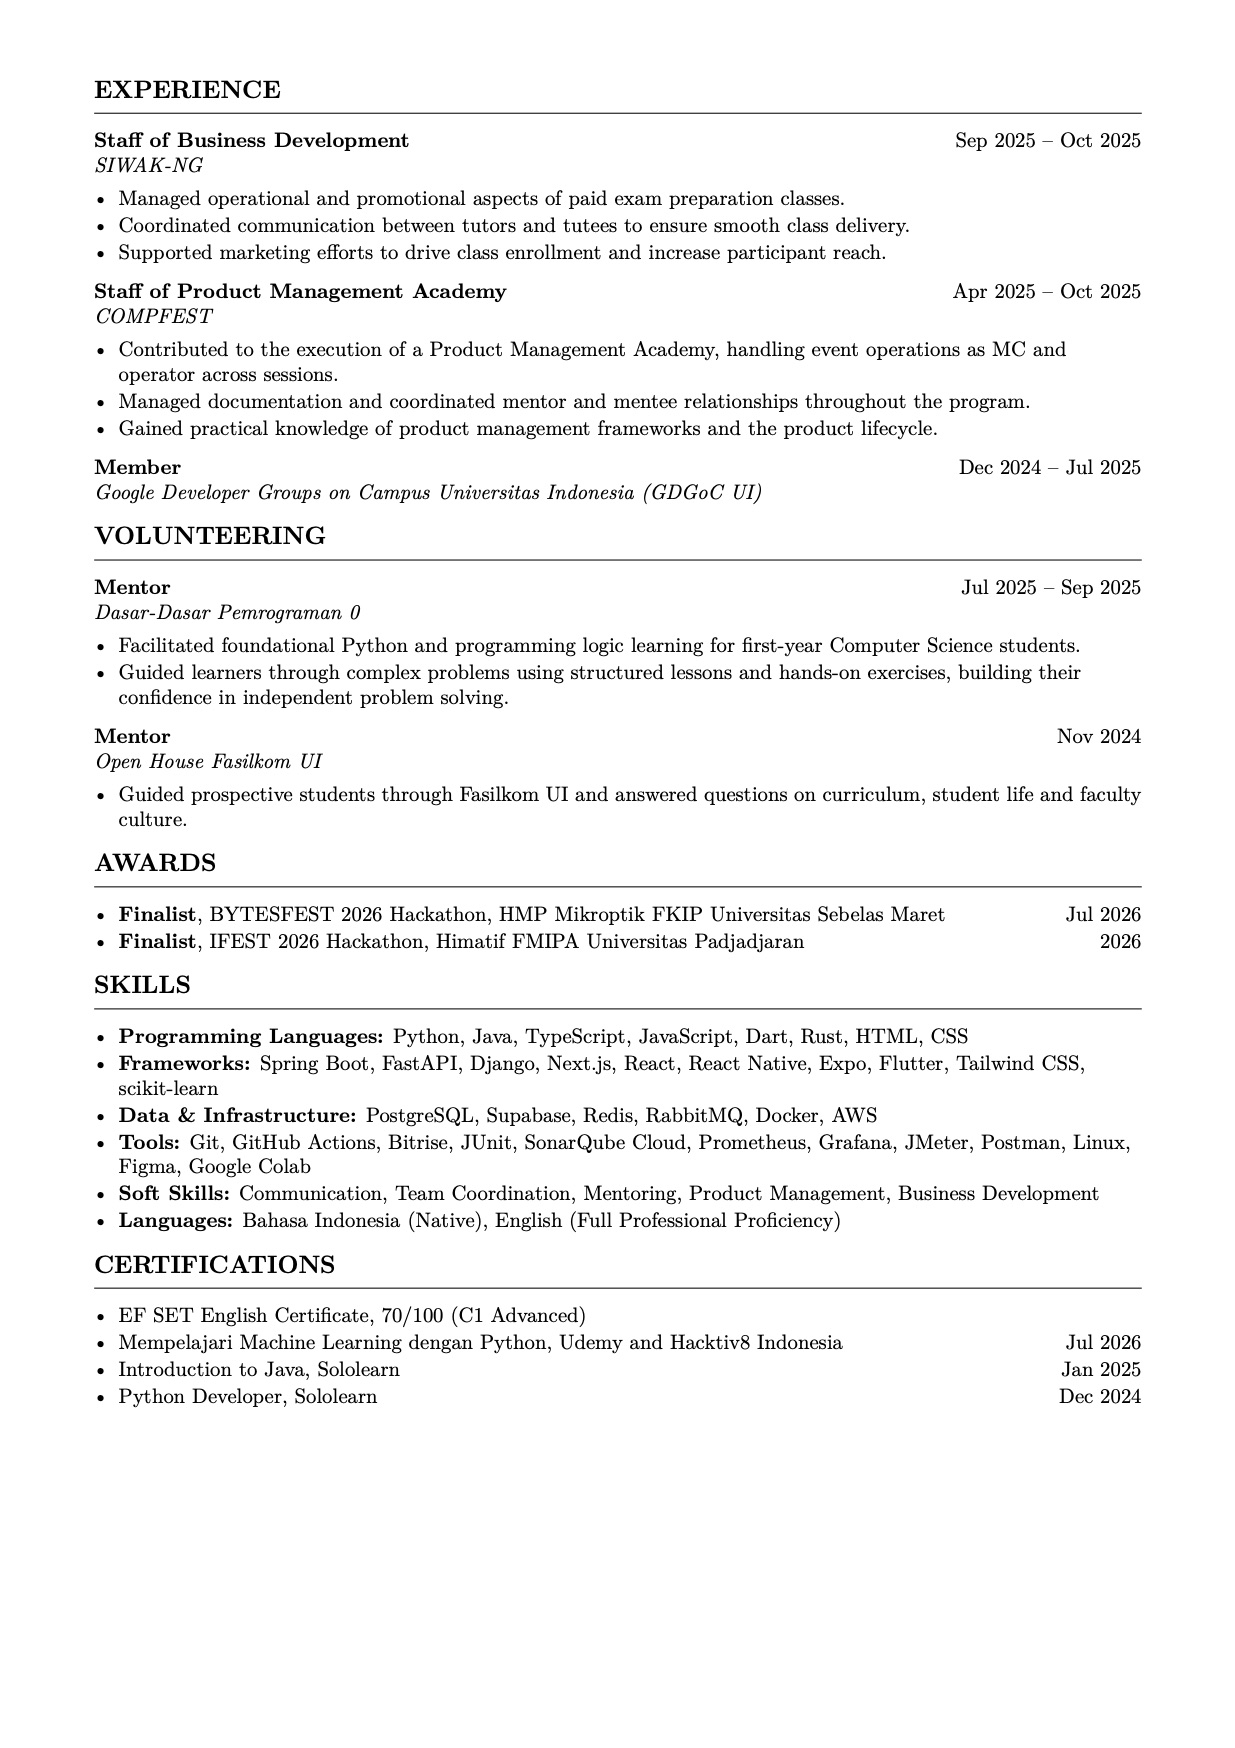 EXPERIENCE
Staff of Business Development Sep 2025 – Oct 2025
SIWAK-NG
• Managed operational and promotional aspects of paid exam preparation classes.
• Coordinated communication between tutors and tutees to ensure smooth class delivery.
• Supported marketing efforts to drive class enrollment and increase participant reach.
Staff of Product Management Academy Apr 2025 – Oct 2025
COMPFEST
• Contributed to the execution of a Product Management Academy, handling event operations as MC and
operator across sessions.
• Managed documentation and coordinated mentor and mentee relationships throughout the program.
• Gained practical knowledge of product management frameworks and the product lifecycle.
Member Dec 2024 – Jul 2025
Google Developer Groups on Campus Universitas Indonesia (GDGoC UI)
VOLUNTEERING
Mentor Jul 2025 – Sep 2025
Dasar-Dasar Pemrograman 0
• Facilitated foundational Python and programming logic learning for first-year Computer Science students.
• Guided learners through complex problems using structured lessons and hands-on exercises, building their
confidence in independent problem solving.
Mentor Nov 2024
Open House Fasilkom UI
• Guided prospective students through Fasilkom UI and answered questions on curriculum, student life and faculty
culture.
AWARDS
• Finalist, BYTESFEST 2026 Hackathon, HMP Mikroptik FKIP Universitas Sebelas Maret Jul 2026
• Finalist, IFEST 2026 Hackathon, Himatif FMIPA Universitas Padjadjaran 2026
SKILLS
• Programming Languages: Python, Java, TypeScript, JavaScript, Dart, Rust, HTML, CSS
• Frameworks: Spring Boot, FastAPI, Django, Next.js, React, React Native, Expo, Flutter, Tailwind CSS,
scikit-learn
• Data & Infrastructure: PostgreSQL, Supabase, Redis, RabbitMQ, Docker, AWS
• Tools: Git, GitHub Actions, Bitrise, JUnit, SonarQube Cloud, Prometheus, Grafana, JMeter, Postman, Linux,
Figma, Google Colab
• Soft Skills: Communication, Team Coordination, Mentoring, Product Management, Business Development
• Languages: Bahasa Indonesia (Native), English (Full Professional Proficiency)
CERTIFICATIONS
• EF SET English Certificate, 70/100 (C1 Advanced)
• Mempelajari Machine Learning dengan Python, Udemy and Hacktiv8 Indonesia Jul 2026
• Introduction to Java, Sololearn Jan 2025
• Python Developer, Sololearn Dec 2024